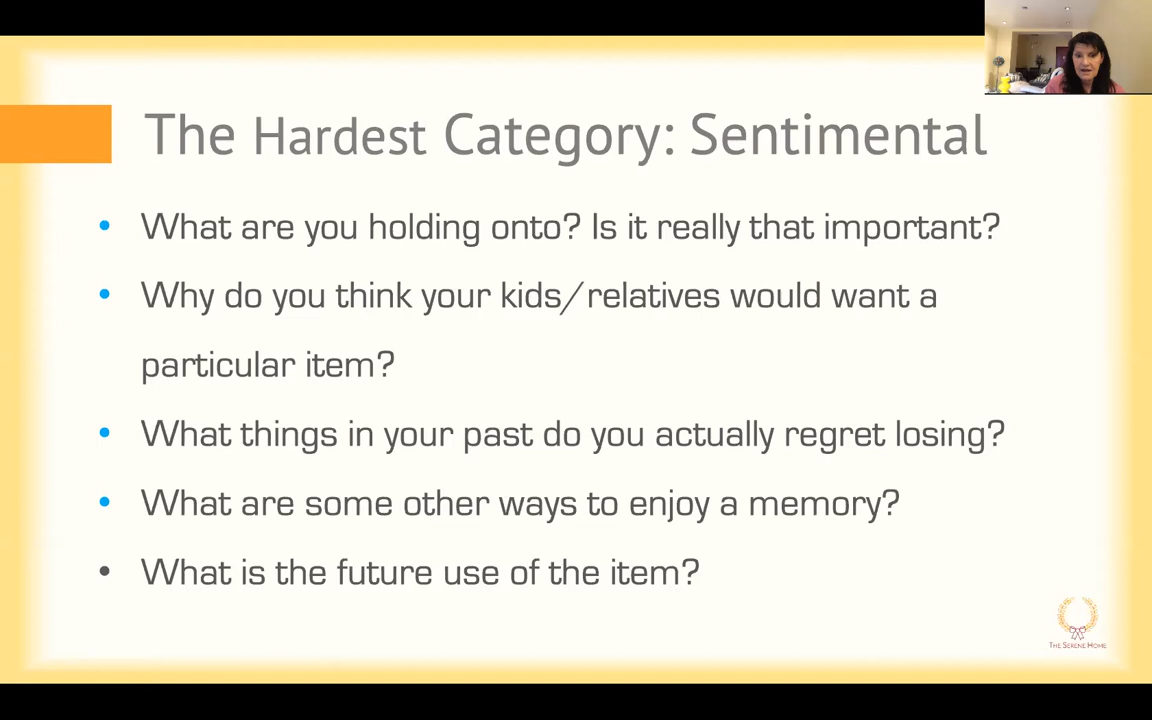 The Hardest Category: Sentimental
• What are you holding onto? Is it really that important?
• Why do you think your kids/relatives would want a
particular item?
• What things in your past do you actually regret losing?
• What are some other ways to enjoy a memory?
• What is the future use of the item?
THE SERENE HOME